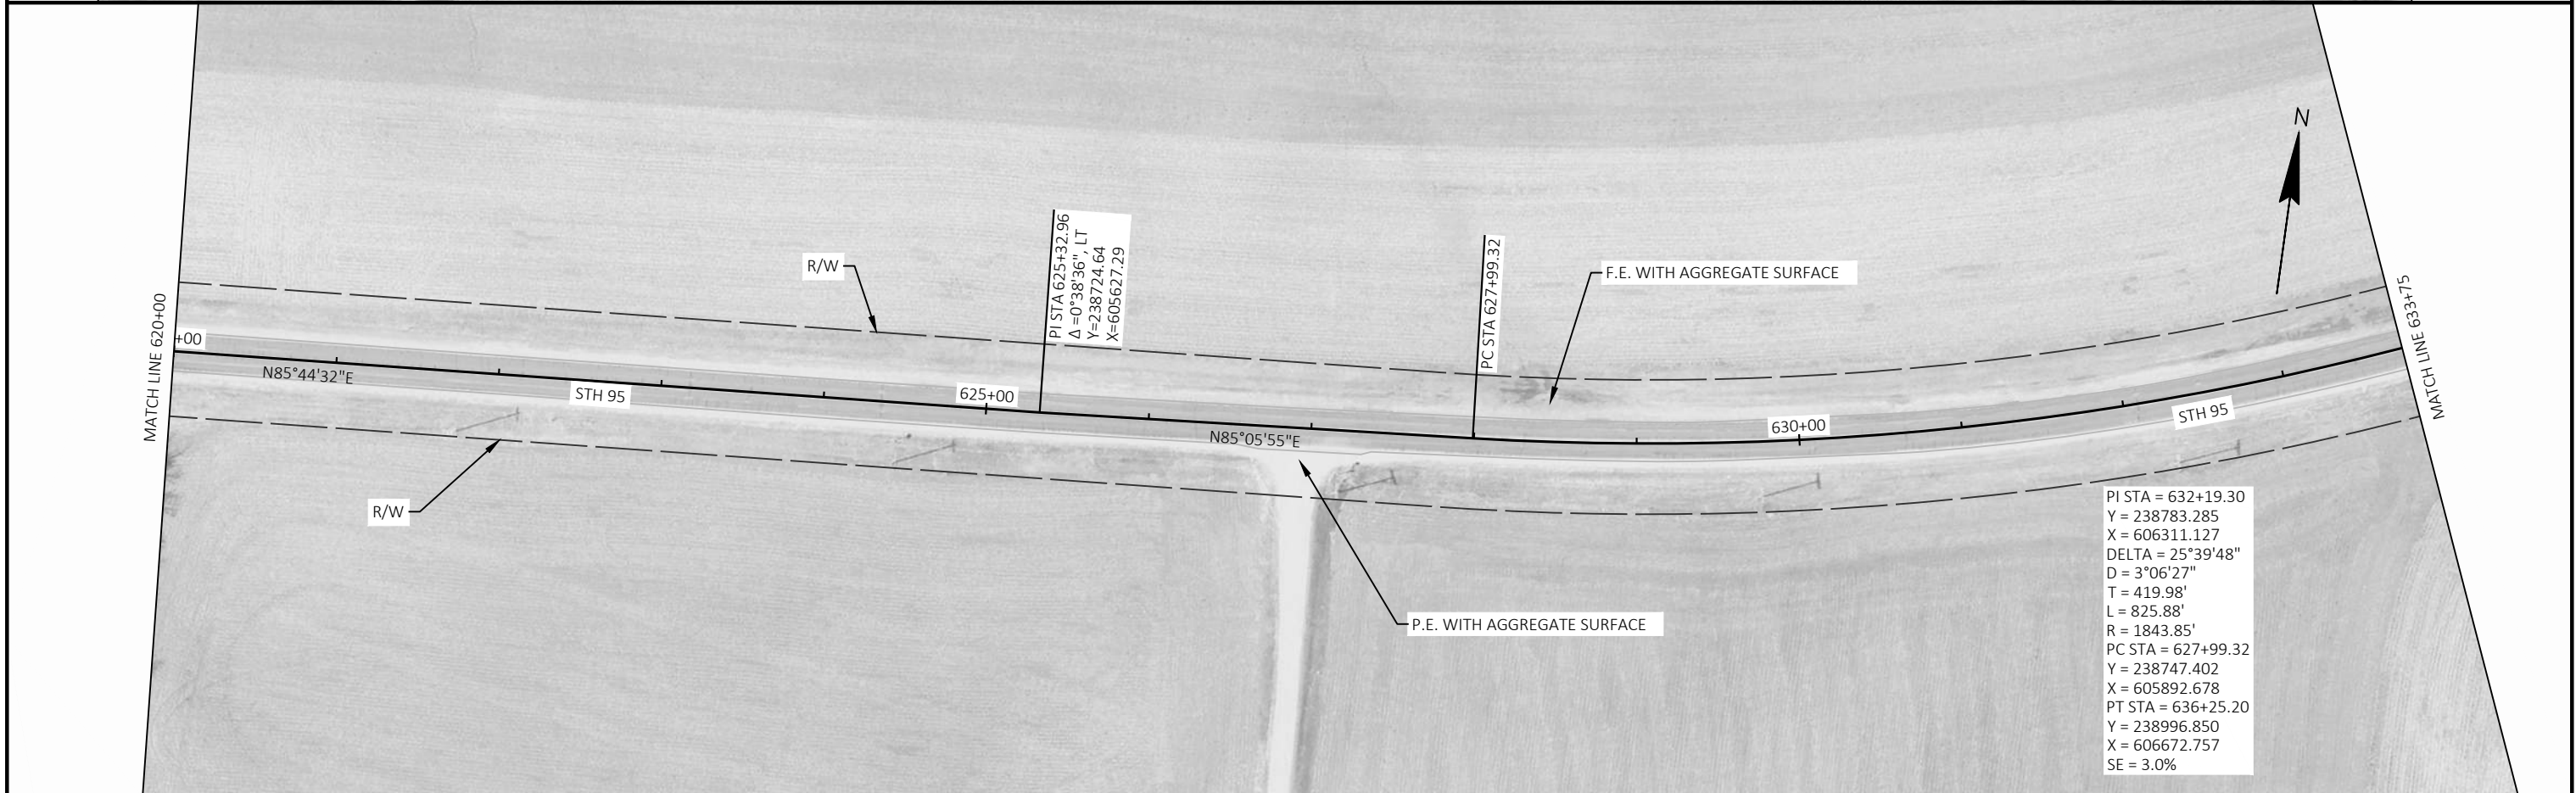 MATCH LINE 620+00
+00
N85°44'32"E
STH 95
R/W
R/W
625+00
PI STA 625+32.96
Δ =0°38'36", LT
Y=238724.64
X=605627.29
N85°05'55"E
PC STA 627+99.32
F.E. WITH AGGREGATE SURFACE
P.E. WITH AGGREGATE SURFACE
630+00
STH 95
N
MATCH LINE 633+75
PI STA = 632+19.30
Y = 238783.285
X = 606311.127
DELTA = 25°39'48"
D = 3°06'27"
T = 419.98'
L = 825.88'
R = 1843.85'
PC STA = 627+99.32
Y = 238747.402
X = 605892.678
PT STA = 636+25.20
Y = 238996.850
X = 606672.757
SE = 3.0%